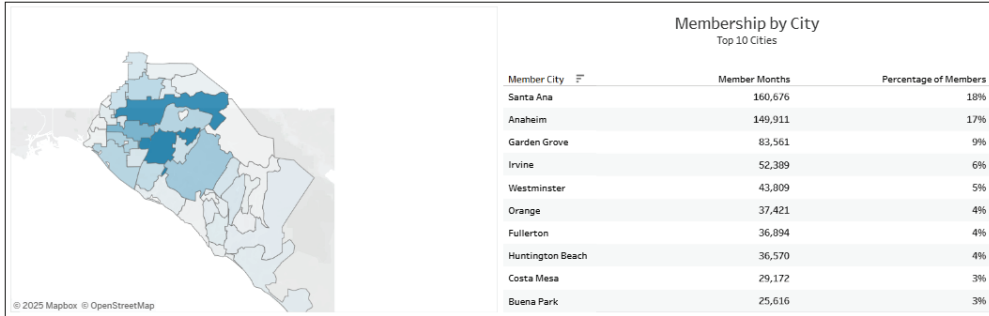 Membership by City
Top 10 Cities
Member City Member Months Percentage of Members
Santa Ana 160,676 18%
Anaheim 149,911 17%
Garden Grove 83,561 9%
Irvine 52,389 6%
Westminster 43,809 5%
Orange 37,421 4%
Fullerton 36,894 4%
Huntington Beach 36,570 4%
Costa Mesa 29,172 3%
Buena Park 25,616 3%
© 2025 Mapbox © OpenStreetMap